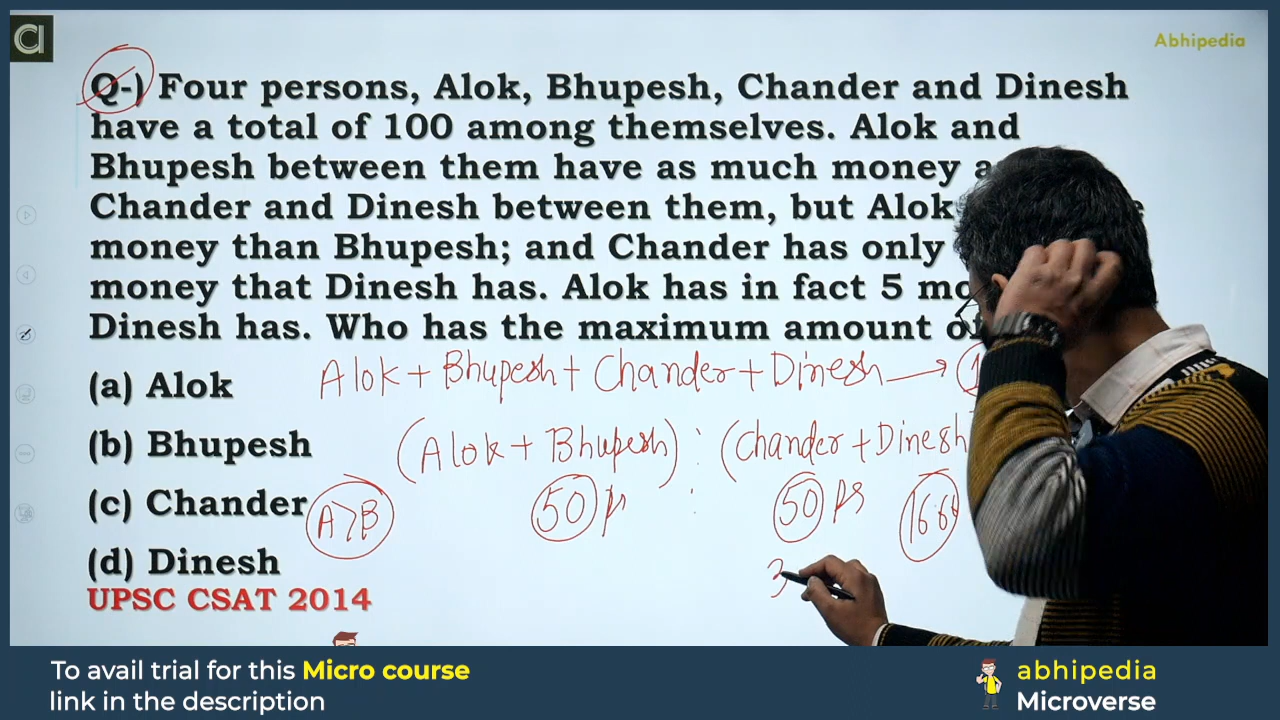 Abhipedia
Q-) Four persons, Alok, Bhupesh, Chander and Dinesh
have a total of 100 among themselves. Alok and
Bhupesh between them have as much money
Chander and Dinesh between them, but Alok
money than Bhupesh; and Chander has only
money that Dinesh has. Alok has in fact 5
Dinesh has. Who has the maximum amount of
(a) Alok
Alok + Bhupesh + Chander + Dinesh →
(b) Bhupesh
(Alok + Bhupesh) : (Chander + Dinesh
(c) Chander
A > B
50 : 50
(d) Dinesh
3
UPSC CSAT 2014
To avail trial for this Micro course
link in the description
abhipedia
Microverse